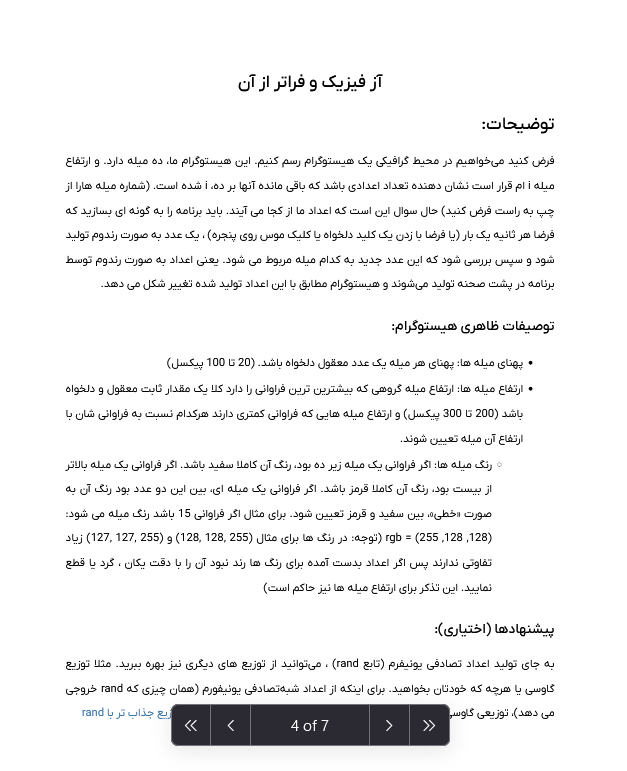 آز فیزیک و فراتر از آن
توضیحات:
فرض کنید می‌خواهیم در محیط گرافیکی یک هیستوگرام رسم کنیم. این هیستوگرام ما، ده میله دارد. و ارتفاع
میله i ام قرار است نشان دهنده تعداد اعدادی باشد که باقی مانده آنها بر ده، i شده است. (شماره میله هارا از
چپ به راست فرض کنید) حال سوال این است که اعداد ما از کجا می آیند. باید برنامه را به گونه ای بسازید که
فرضا هر ثانیه یک بار (یا فرضا با زدن یک کلید دلخواه یا کلیک موس روی پنجره) ، یک عدد به صورت رندوم تولید
شود و سپس بررسی شود که این عدد جدید به کدام میله مربوط می شود. یعنی اعداد به صورت رندوم توسط
برنامه در پشت صحنه تولید می‌شوند و هیستوگرام مطابق با این اعداد تولید شده تغییر شکل می دهد.
توصیفات ظاهری هیستوگرام:
• پهنای میله ها: پهنای هر میله یک عدد معقول دلخواه باشد. (20 تا 100 پیکسل)
• ارتفاع میله ها: ارتفاع میله گروهی که بیشترین ترین فراوانی را دارد کلا یک مقدار ثابت معقول و دلخواه
باشد (200 تا 300 پیکسل) و ارتفاع میله هایی که فراوانی کمتری دارند هرکدام نسبت به فراوانی شان با
ارتفاع آن میله تعیین شوند.
○ رنگ میله ها: اگر فراوانی یک میله زیر ده بود، رنگ آن کاملا سفید باشد. اگر فراوانی یک میله بالاتر
از بیست بود، رنگ آن کاملا قرمز باشد. اگر فراوانی یک میله ای، بین این دو عدد بود رنگ آن به
صورت «خطی»، بین سفید و قرمز تعیین شود. برای مثال اگر فراوانی 15 باشد رنگ میله می شود:
rgb = (255 ,128 ,128) (توجه: در رنگ ها برای مثال (255 ,128 ,128) و (255 ,127 ,127) زیاد
تفاوتی ندارند پس اگر اعداد بدست آمده برای رنگ ها رند نبود آن را با دقت یکان ، گرد یا قطع
نمایید. این تذکر برای ارتفاع میله ها نیز حاکم است)
پیشنهادها (اختیاری):
به جای تولید اعداد تصادفی یونیفرم (تابع rand) ، می‌توانید از توزیع های دیگری نیز بهره ببرید. مثلا توزیع
گاوسی یا هرچه که خودتان بخواهید. برای اینکه از اعداد شبه‌تصادفی یونیفورم (همان چیزی که rand خروجی
می دهد)، توزیعی گاوسی جذاب تر با rand
4 of 7